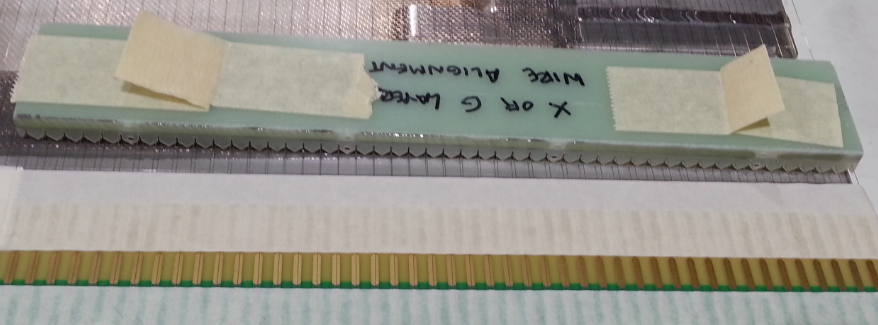 X OR G LAYER
WIRE ALIGNMENT